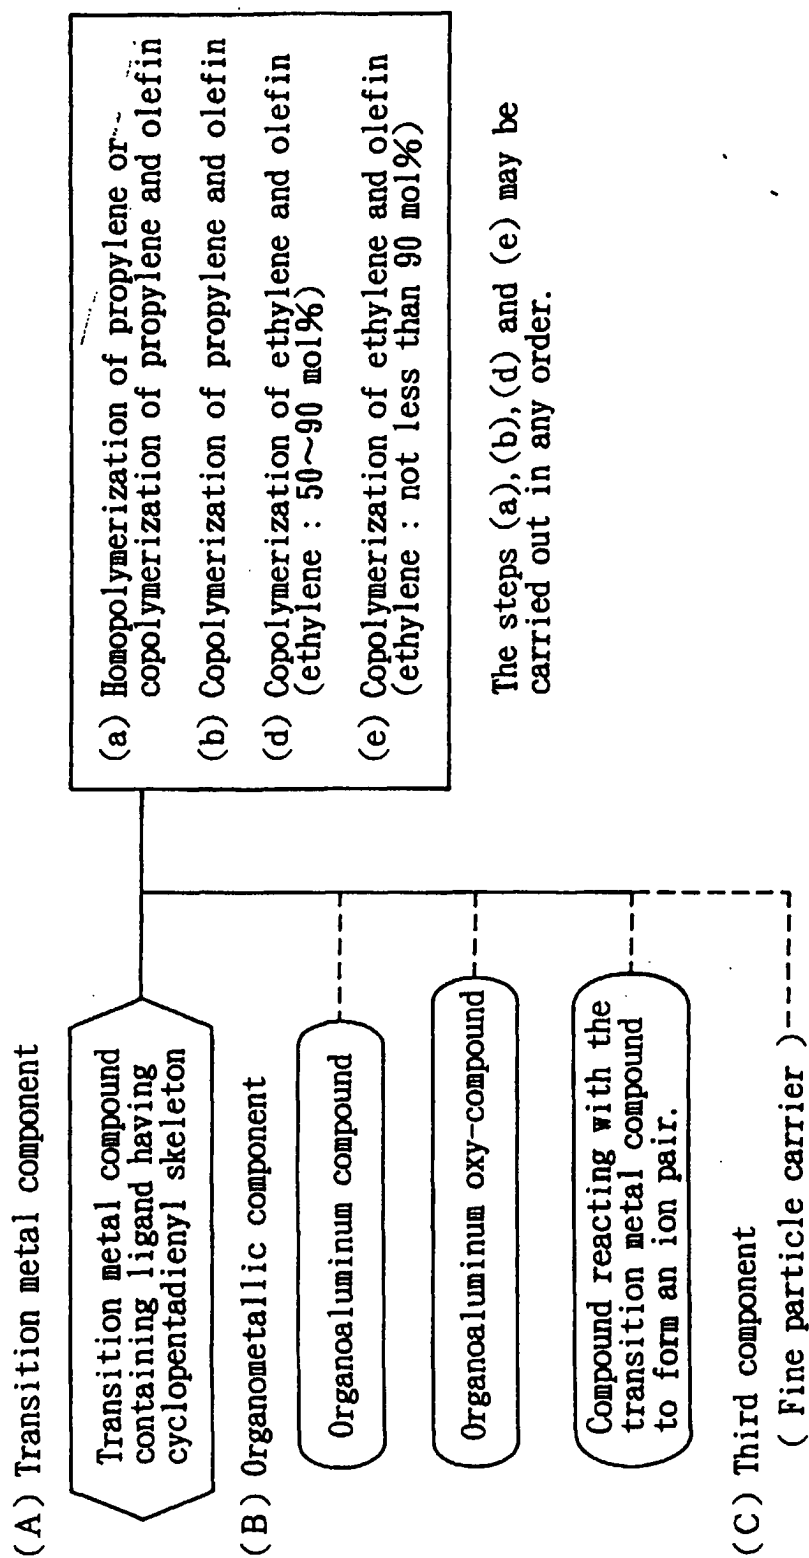 (A) Transition metal component
Transition metal compound
containing ligand having
cyclopentadienyl skeleton
(B) Organometallic component
Organoaluminum compound
Organoaluminum oxy-compound
Compound reacting with the
transition metal compound
to form an ion pair.
(C) Third component
( Fine particle carrier )
(a) Homopolymerization of propylene or
copolymerization of propylene and olefin
(b) Copolymerization of propylene and olefin
(d) Copolymerization of ethylene and olefin
(ethylene : 50~90 mol%)
(e) Copolymerization of ethylene and olefin
(ethylene : not less than 90 mol%)
The steps (a),(b),(d) and (e) may be
carried out in any order.